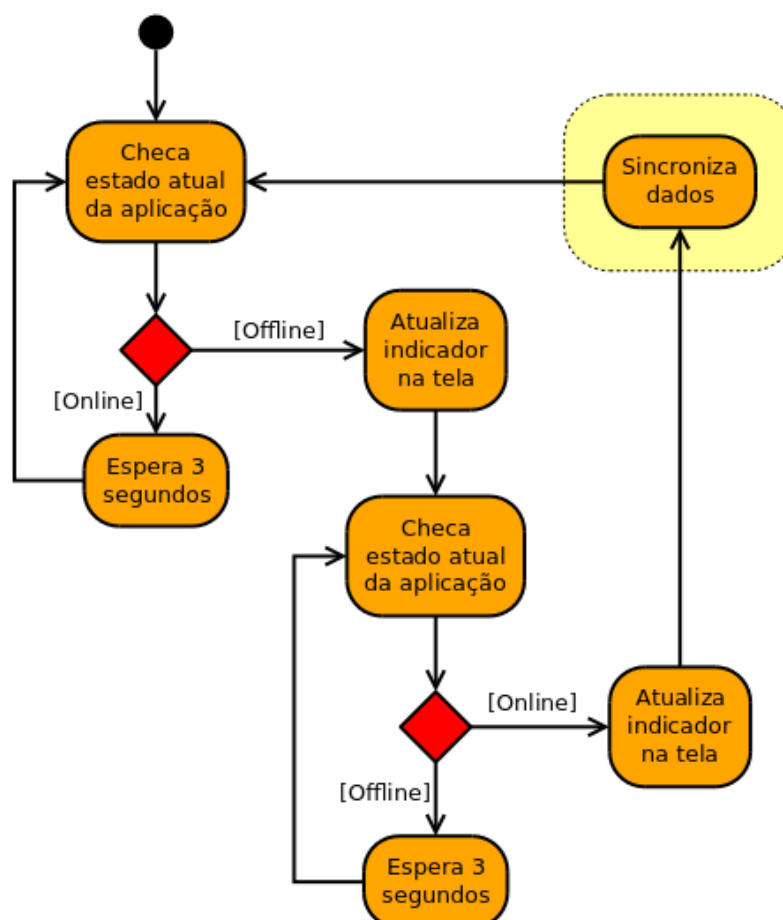 Checa
estado atual
da aplicação
Sincroniza
dados
[Offline]
Atualiza
indicador
na tela
[Online]
Espera 3
segundos
Checa
estado atual
da aplicação
[Online]
Atualiza
indicador
na tela
[Offline]
Espera 3
segundos